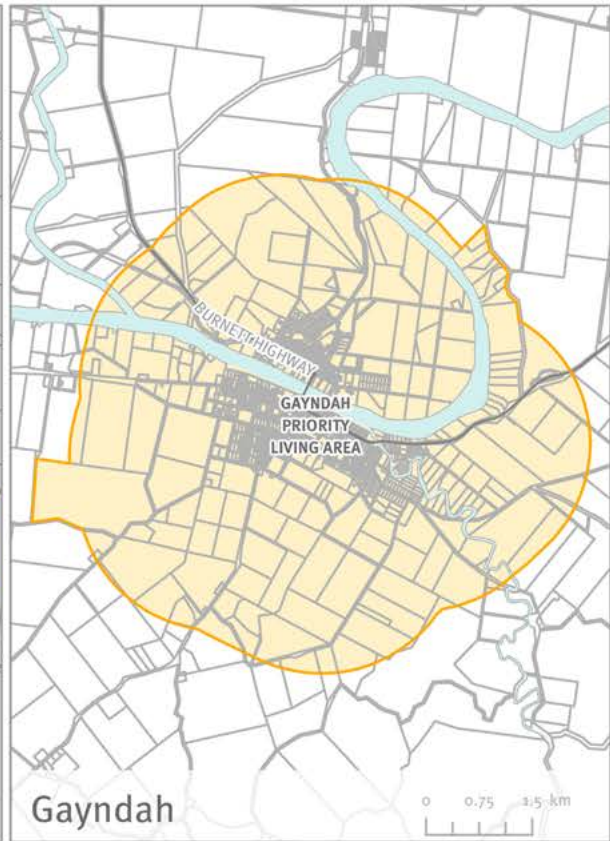 BURNETT HIGHWAY
GAYNDAH
PRIORITY
LIVING AREA
Gayndah
0 0.75 1.5 km